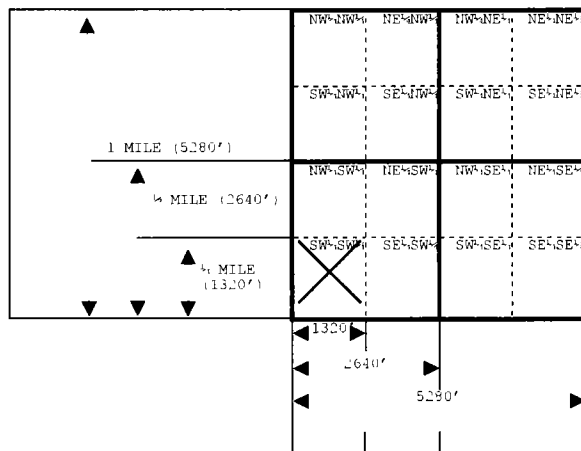 NW¼NW¼ NE¼NW¼ NW¼NE¼ NE¼NE¼
SW¼NW¼ SE¼NW¼ SW¼NE¼ SE¼NE¼
1 MILE (5280')
NW¼SW¼ NE¼SW¼ NW¼SE¼ NE¼SE¼
½ MILE (2640')
SW¼SW¼ SE¼SW¼ SW¼SE¼ SE¼SE¼
¼ MILE
(1320')
1320'
2640'
5280'